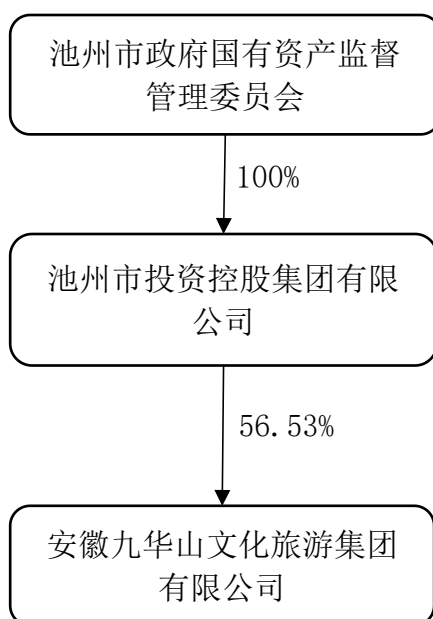 池州市政府国有资产监督
管理委员会
100%
池州市投资控股集团有限
公司
56.53%
安徽九华山文化旅游集团
有限公司